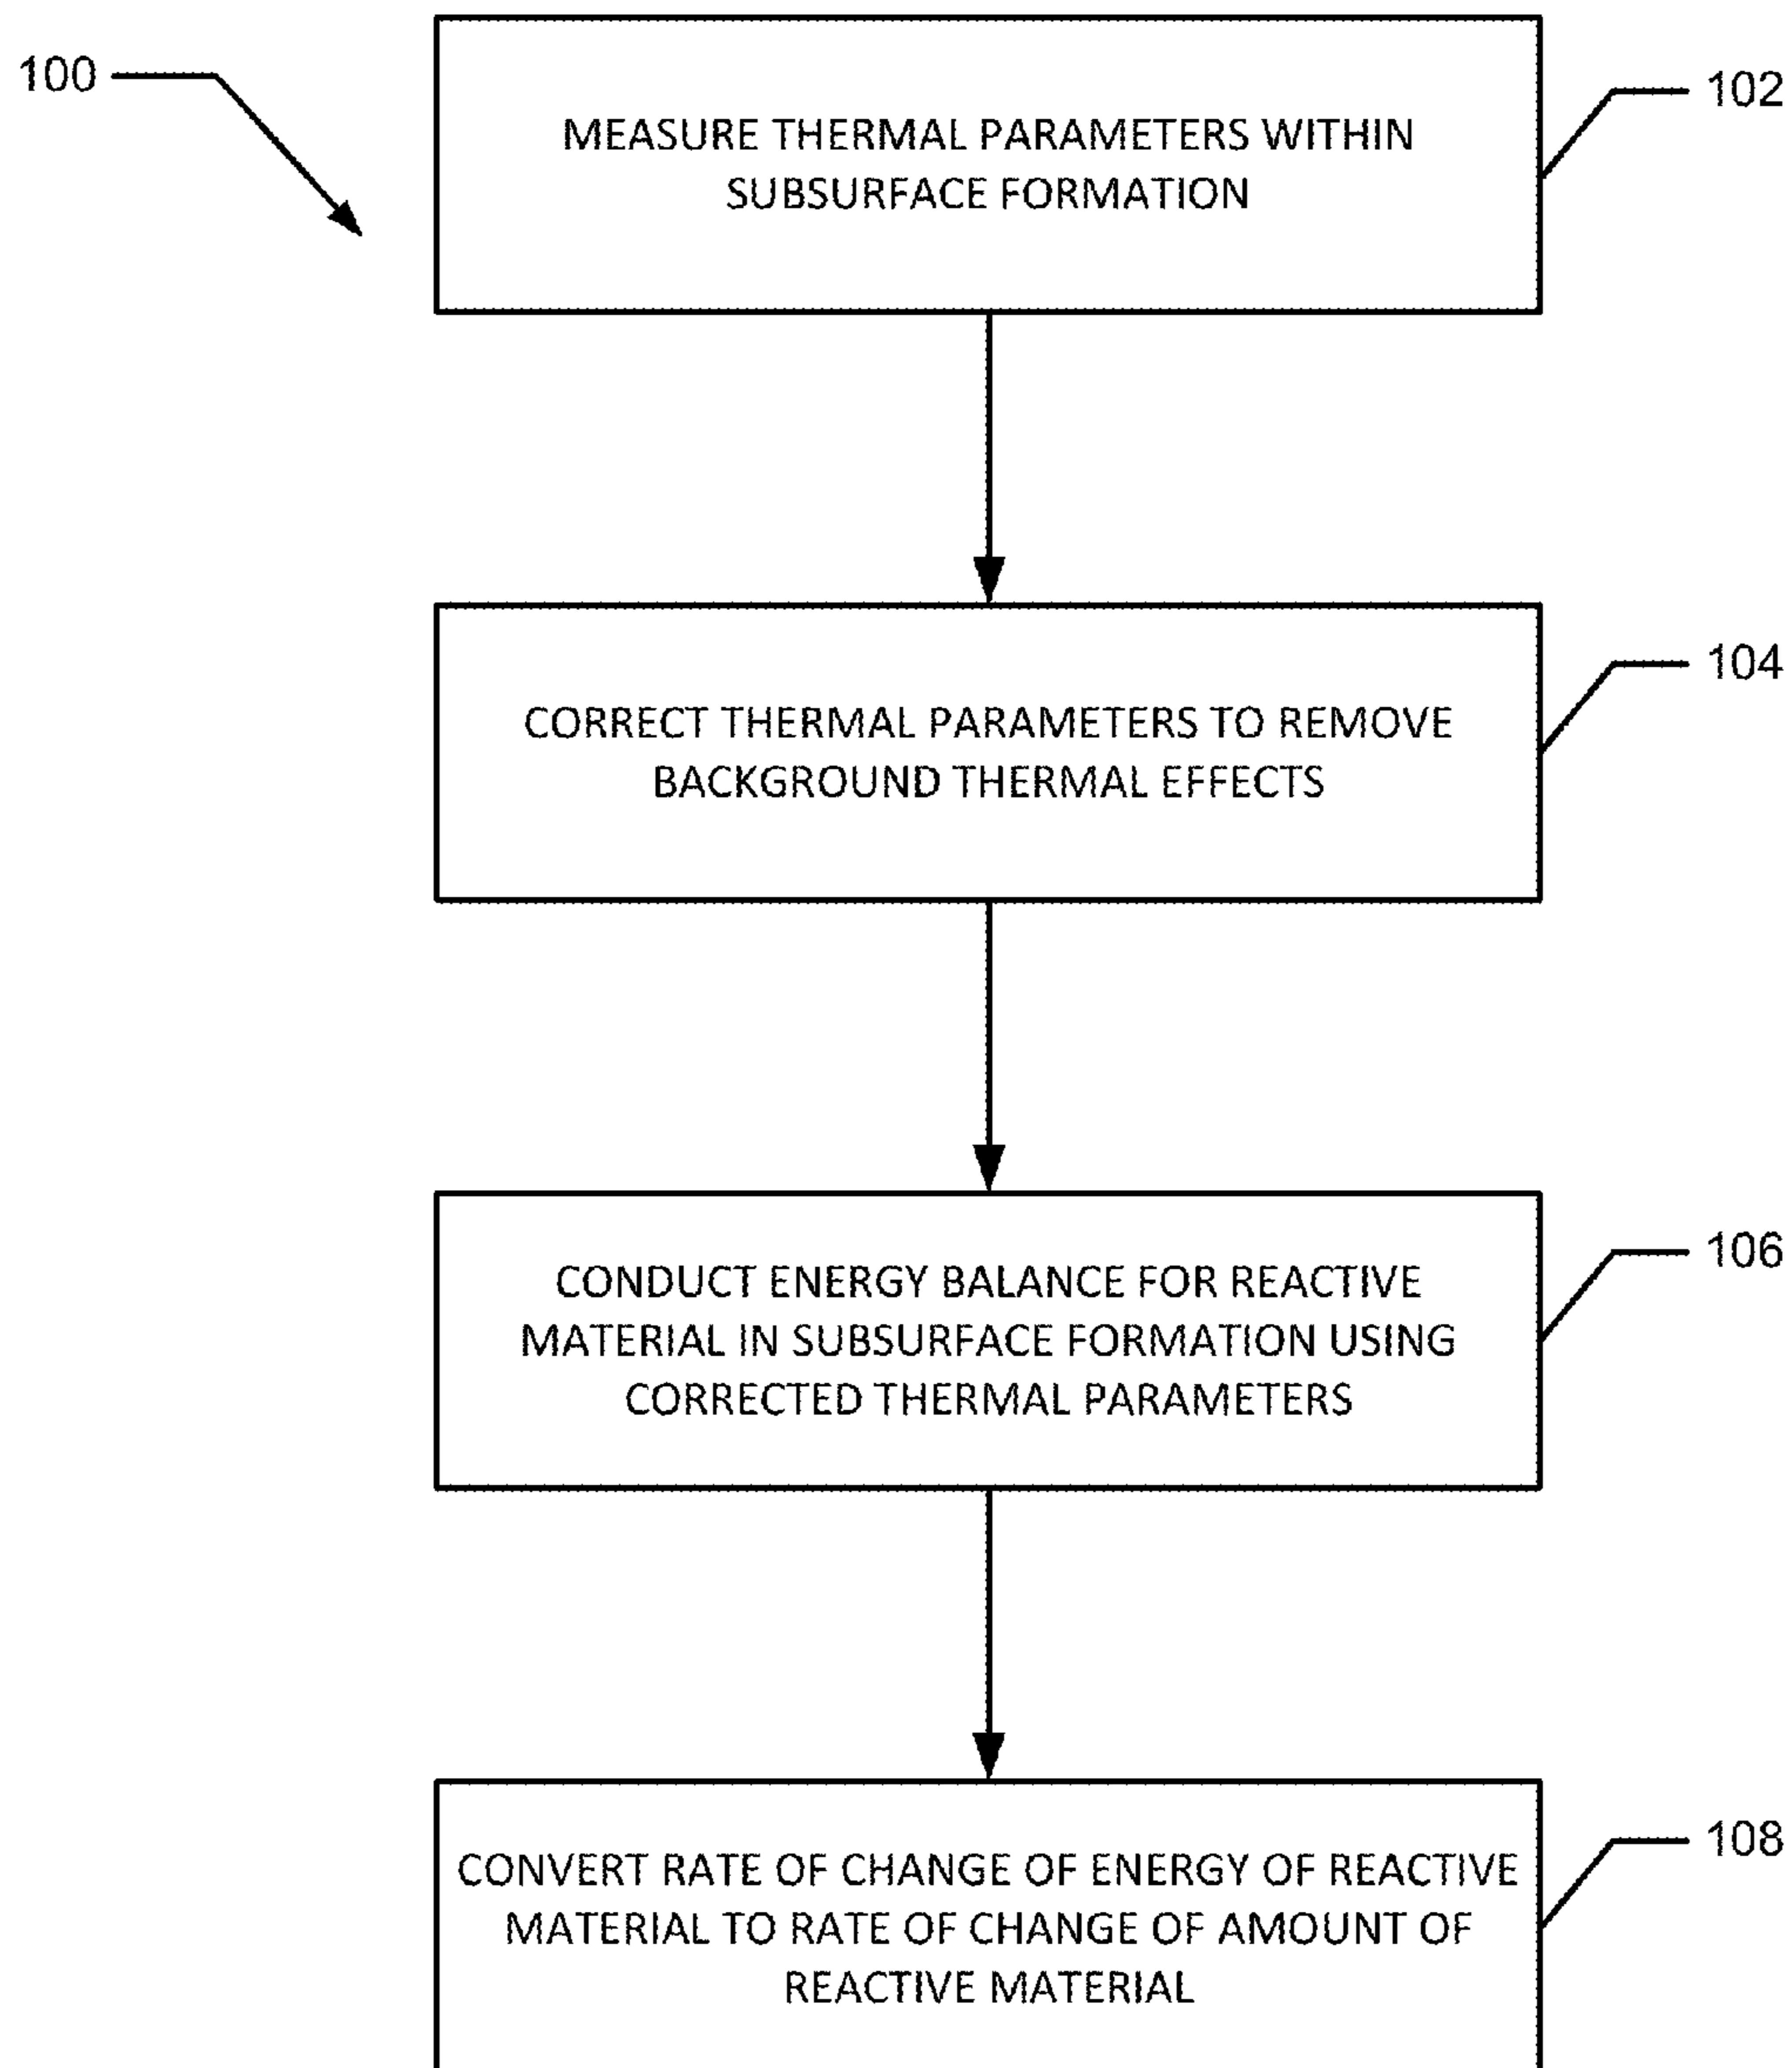 100
102
MEASURE THERMAL PARAMETERS WITHIN
SUBSURFACE FORMATION
104
CORRECT THERMAL PARAMETERS TO REMOVE
BACKGROUND THERMAL EFFECTS
106
CONDUCT ENERGY BALANCE FOR REACTIVE
MATERIAL IN SUBSURFACE FORMATION USING
CORRECTED THERMAL PARAMETERS
108
CONVERT RATE OF CHANGE OF ENERGY OF REACTIVE
MATERIAL TO RATE OF CHANGE OF AMOUNT OF
REACTIVE MATERIAL